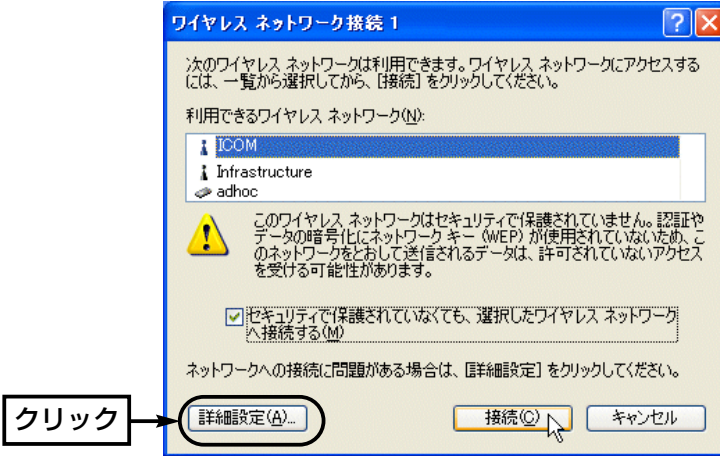 ワイヤレス ネットワーク接続 1
次のワイヤレス ネットワークは利用できます。ワイヤレス ネットワークにアクセスする
には、一覧から選択してから、[接続] をクリックしてください。
利用できるワイヤレス ネットワーク(N):
ICOM
Infrastructure
adhoc
このワイヤレス ネットワークはセキュリティで保護されていません。認証や
データの暗号化にネットワーク キー (WEP) が使用されていないため、こ
のネットワークをとおして送信されるデータは、許可されていないアクセス
を受ける可能性があります。
セキュリティで保護されていなくても、選択したワイヤレス ネットワーク
へ接続する(M)
ネットワークへの接続に問題がある場合は、[詳細設定] をクリックしてください。
クリック
詳細設定(A)...
接続(C)
キャンセル